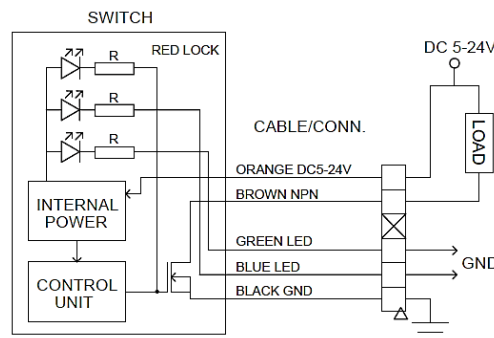 SWITCH
RED LOCK
DC 5-24V
R
R
R
CABLE/CONN.
LOAD
ORANGE DC5-24V
BROWN NPN
INTERNAL
POWER
GREEN LED
BLUE LED
GND
CONTROL
UNIT
BLACK GND